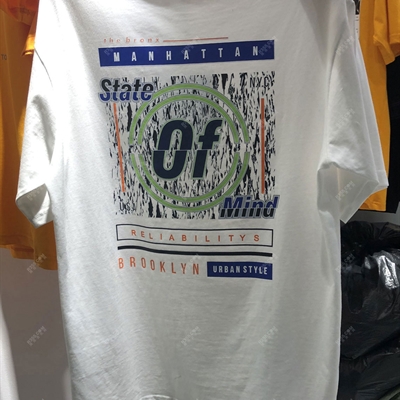 the bronx
MANHATTAN
State
Of
Mind
RELIABILITYS
BROOKLYN URBAN STYLE